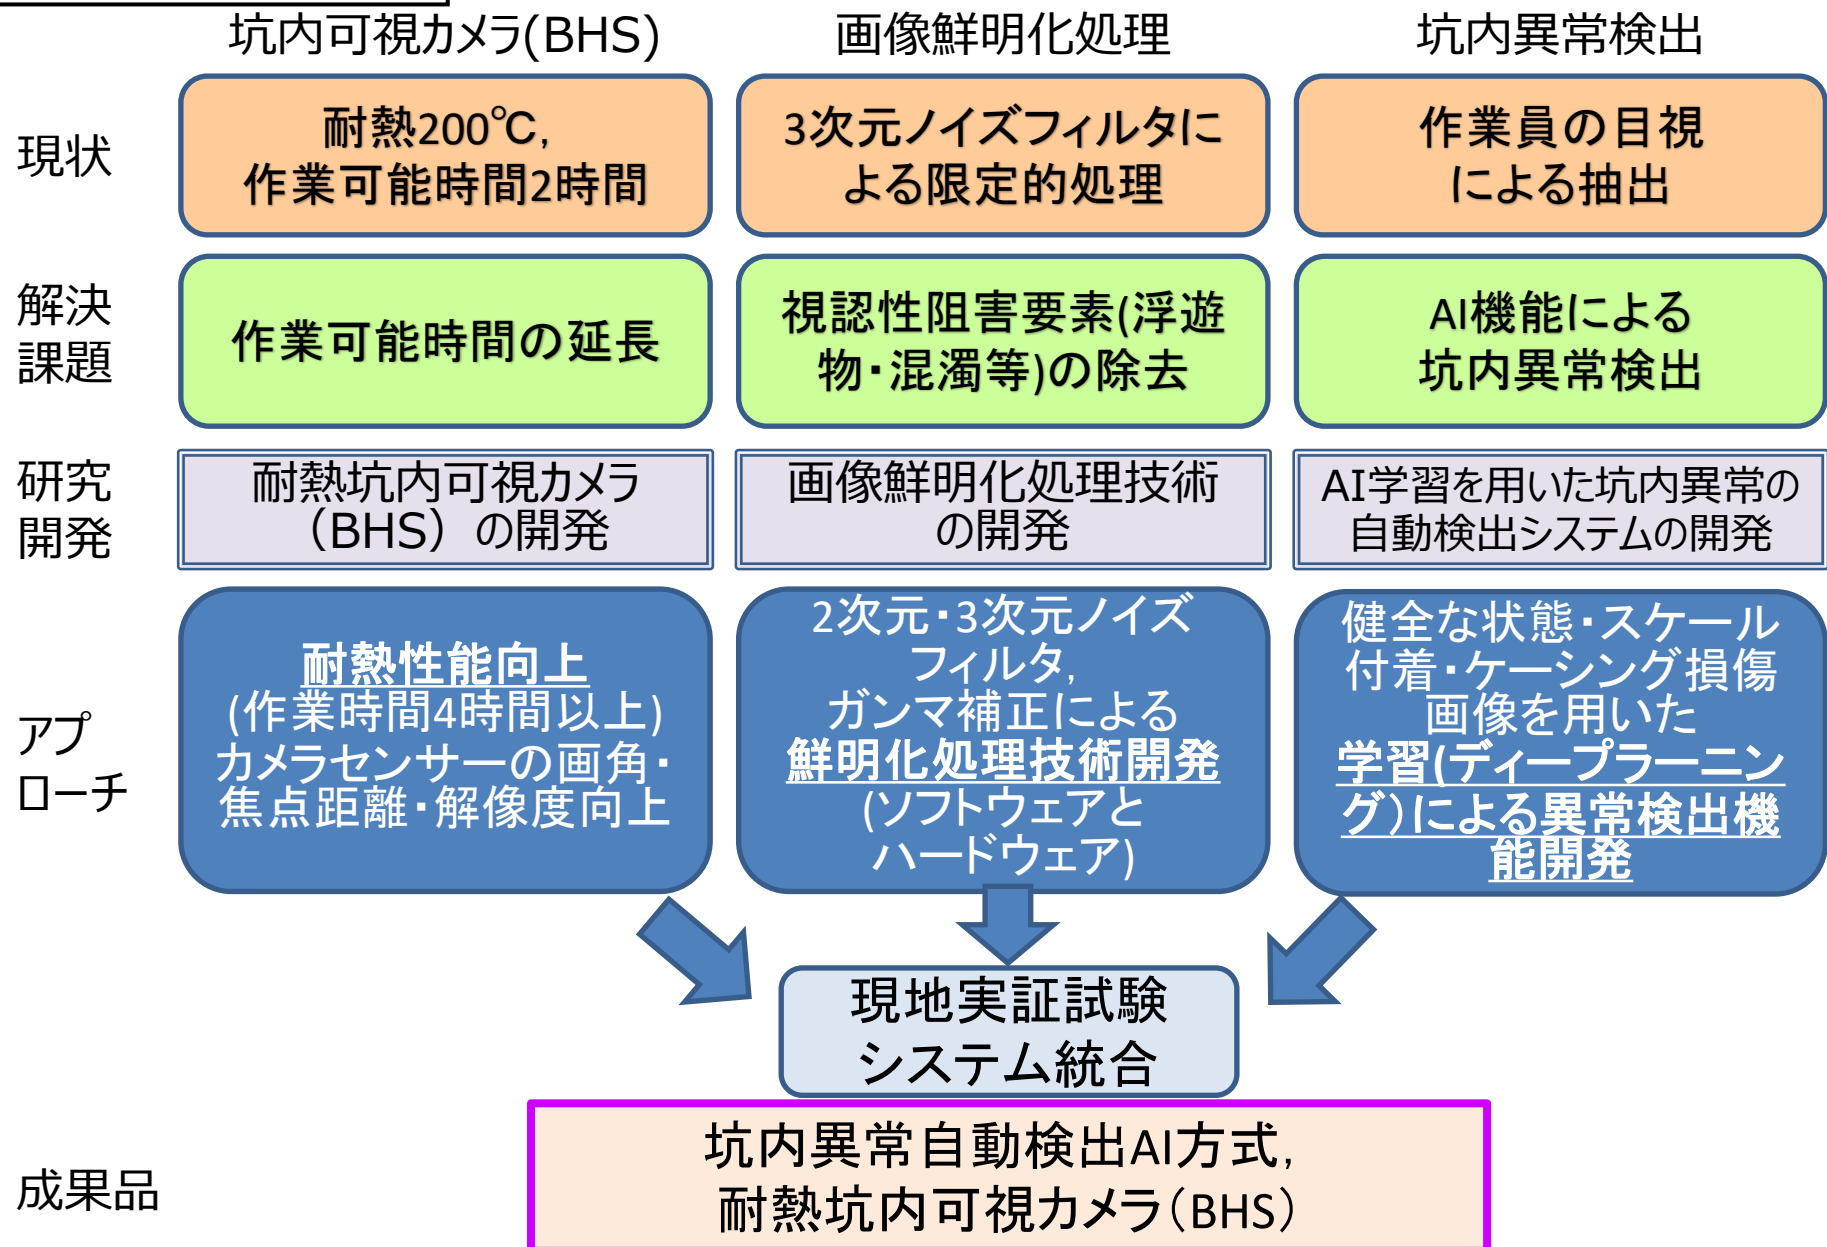 坑内可視カメラ(BHS)
画像鮮明化処理
坑内異常検出
現状
耐熱200℃,
作業可能時間2時間
3次元ノイズフィルタに
よる限定的処理
作業員の目視
による抽出
解決
課題
作業可能時間の延長
視認性阻害要素(浮遊
物・混濁等)の除去
AI機能による
坑内異常検出
研究
開発
耐熱坑内可視カメラ
（BHS）の開発
画像鮮明化処理技術
の開発
AI学習を用いた坑内異常の
自動検出システムの開発
アプ
ローチ
耐熱性能向上
(作業時間4時間以上)
カメラセンサーの画角・
焦点距離・解像度向上
2次元・3次元ノイズ
フィルタ,
ガンマ補正による
鮮明化処理技術開発
(ソフトウェアと
ハードウェア)
健全な状態・スケール
付着・ケーシング損傷
画像を用いた
学習(ディープラーニン
グ）による異常検出機
能開発
現地実証試験
システム統合
成果品
坑内異常自動検出AI方式,
耐熱坑内可視カメラ（BHS）